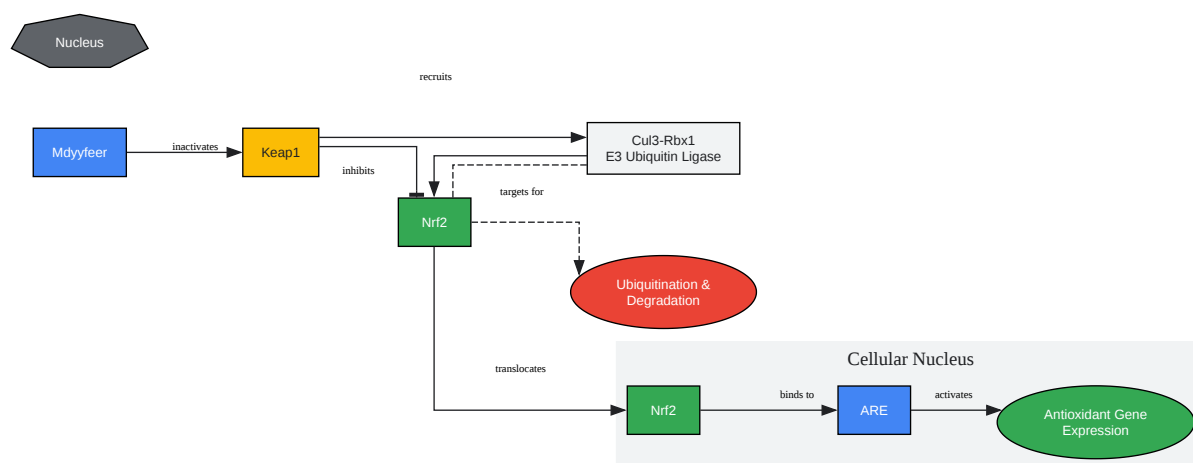 Nucleus
recruits
Mdyyfeer
inactivates
Keap1
Cul3-Rbx1
E3 Ubiquitin Ligase
inhibits
targets for
Nrf2
Ubiquitination &
Degradation
Cellular Nucleus
translocates
Nrf2
binds to
ARE
activates
Antioxidant Gene
Expression